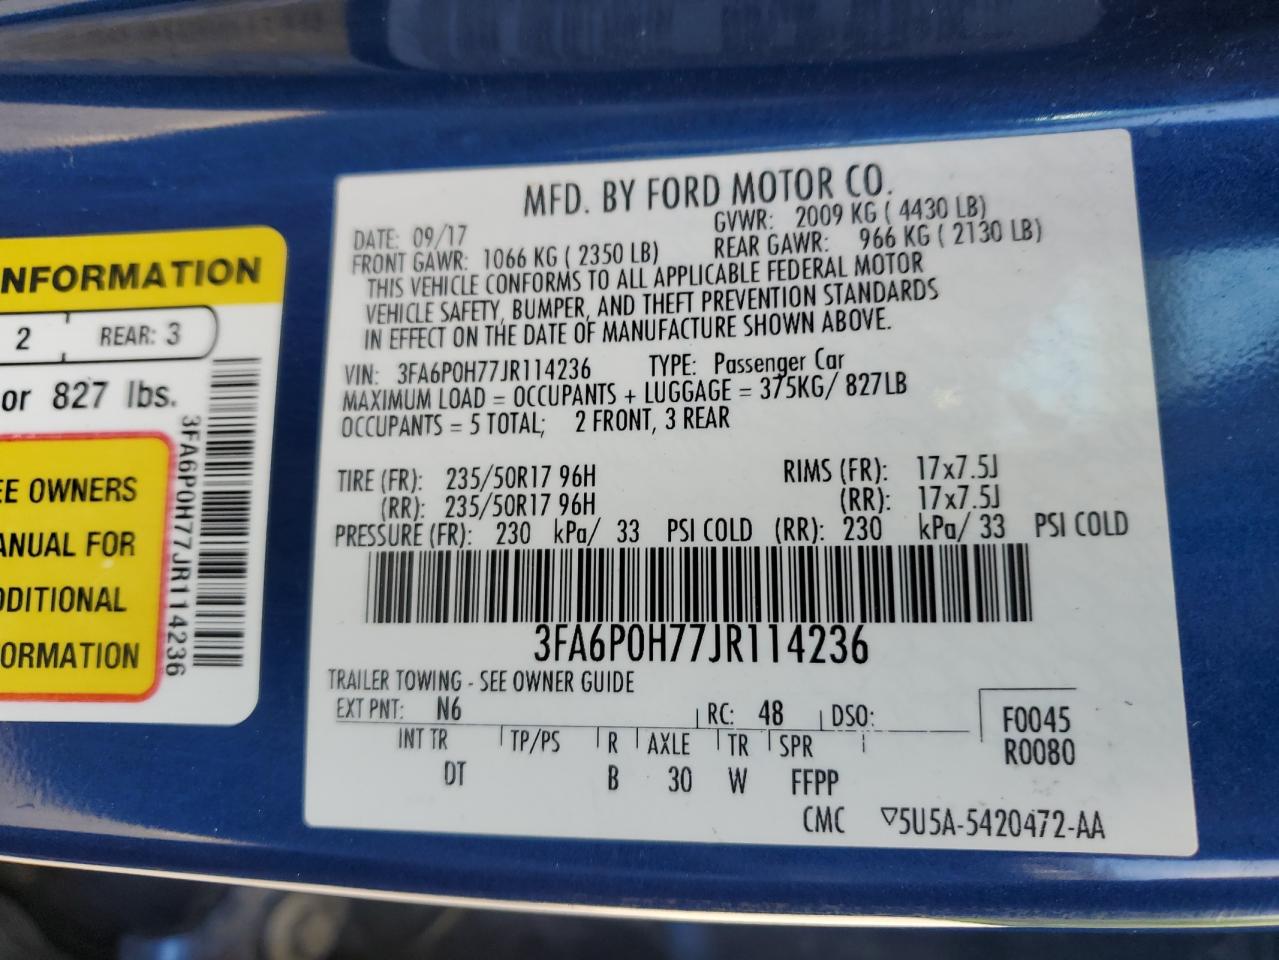 NFORMATION
2 REAR: 3
or 827 lbs.
EE OWNERS
ANUAL FOR
DDITIONAL
ORMATION
3FA6P0H77JR114236
MFD. BY FORD MOTOR CO.
DATE: 09/17 GVWR: 2009 KG ( 4430 LB)
FRONT GAWR: 1066 KG ( 2350 LB) REAR GAWR: 966 KG ( 2130 LB)
THIS VEHICLE CONFORMS TO ALL APPLICABLE FEDERAL MOTOR
VEHICLE SAFETY, BUMPER, AND THEFT PREVENTION STANDARDS
IN EFFECT ON THE DATE OF MANUFACTURE SHOWN ABOVE.
VIN: 3FA6P0H77JR114236 TYPE: Passenger Car
MAXIMUM LOAD = OCCUPANTS + LUGGAGE = 375KG/ 827LB
OCCUPANTS = 5 TOTAL; 2 FRONT, 3 REAR
TIRE (FR): 235/50R17 96H RIMS (FR): 17x7.5J
(RR): 235/50R17 96H (RR): 17x7.5J
PRESSURE (FR): 230 kPa/ 33 PSI COLD (RR): 230 kPa/ 33 PSI COLD
3FA6P0H77JR114236
TRAILER TOWING - SEE OWNER GUIDE
EXT PNT: N6 RC: 48 DSO: F0045
INT TR TP/PS R AXLE TR SPR R0080
DT B 30 W FFPP
CMC ▽5U5A-5420472-AA